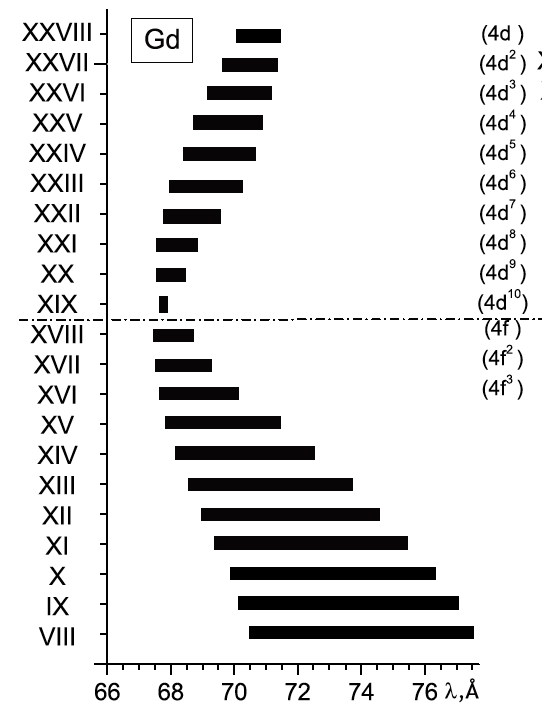 XXVIII Gd (4d )
XXVII (4d²)
XXVI (4d³)
XXV (4d⁴)
XXIV (4d⁵)
XXIII (4d⁶)
XXII (4d⁷)
XXI (4d⁸)
XX (4d⁹)
XIX (4d¹⁰)
XVIII (4f )
XVII (4f²)
XVI (4f³)
XV
XIV
XIII
XII
XI
X
IX
VIII
66 68 70 72 74 76 λ,Å